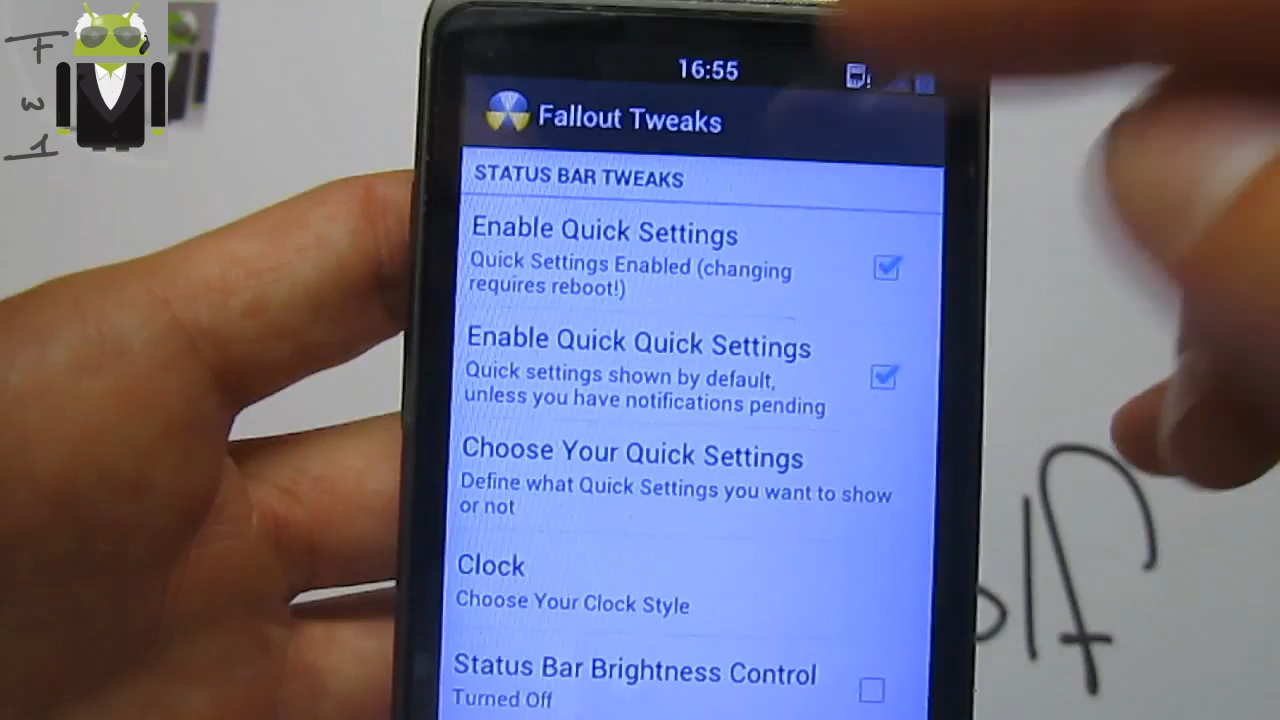 16:55
Fallout Tweaks
STATUS BAR TWEAKS
Enable Quick Settings
Quick Settings Enabled (changing
requires reboot!)
Enable Quick Quick Settings
Quick settings shown by default,
unless you have notifications pending
Choose Your Quick Settings
Define what Quick Settings you want to show
or not
Clock
Choose Your Clock Style
Status Bar Brightness Control
Turned Off